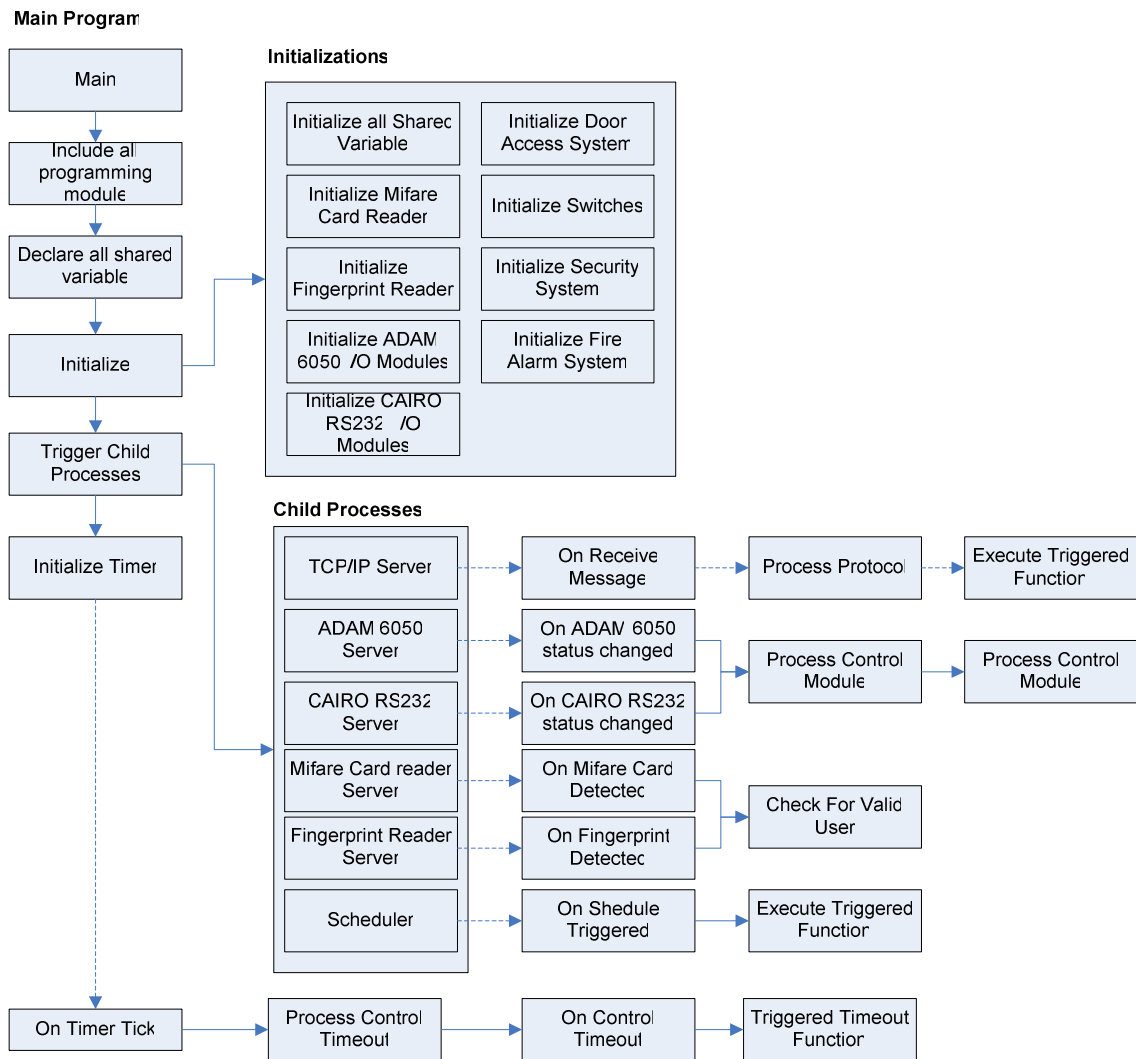 Main Program
Main
Include all
programming
module
Declare all shared
variable
Initialize
Trigger Child
Processes
Initialize Timer
On Timer Tick
Initializations
Initialize all Shared
Variable
Initialize Door
Access System
Initialize Mifare
Card Reader
Initialize Switches
Initialize
Fingerprint Reader
Initialize Security
System
Initialize ADAM
6050 /O Modules
Initialize Fire
Alarm System
Initialize CAIRO
RS232 /O
Modules
Child Processes
TCP/IP Server
On Receive
Message
Process Protocol
Execute Triggered
Function
ADAM 6050
Server
On ADAM 6050
status changed
CAIRO RS232
Server
On CAIRO RS232
status changed
Process Control
Module
Process Control
Module
Mifare Card reader
Server
On Mifare Card
Detected
Fingerprint Reader
Server
On Fingerprint
Detected
Check For Valid
User
Scheduler
On Shedule
Triggered
Execute Triggered
Function
Process Control
Timeout
On Control
Timeout
Triggered Timeout
Function